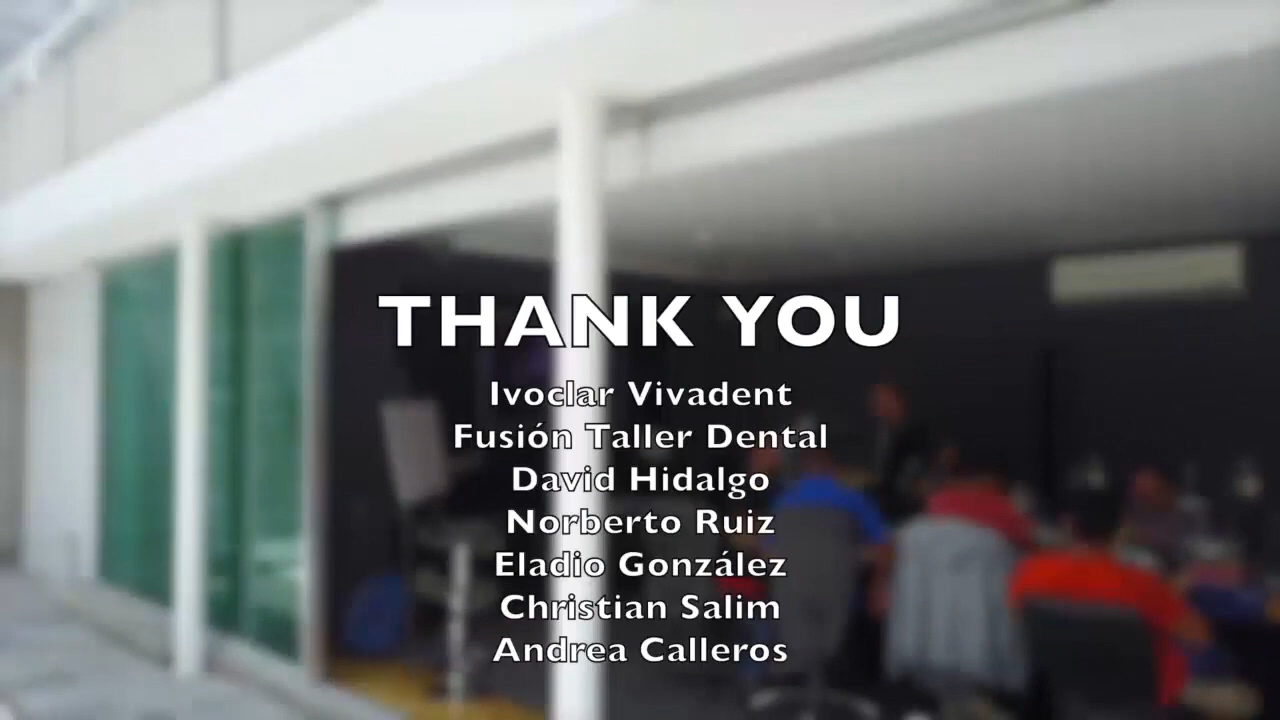 THANK YOU
Ivoclar Vivadent
Fusión Taller Dental
David Hidalgo
Norberto Ruiz
Eladio González
Christian Salim
Andrea Calleros